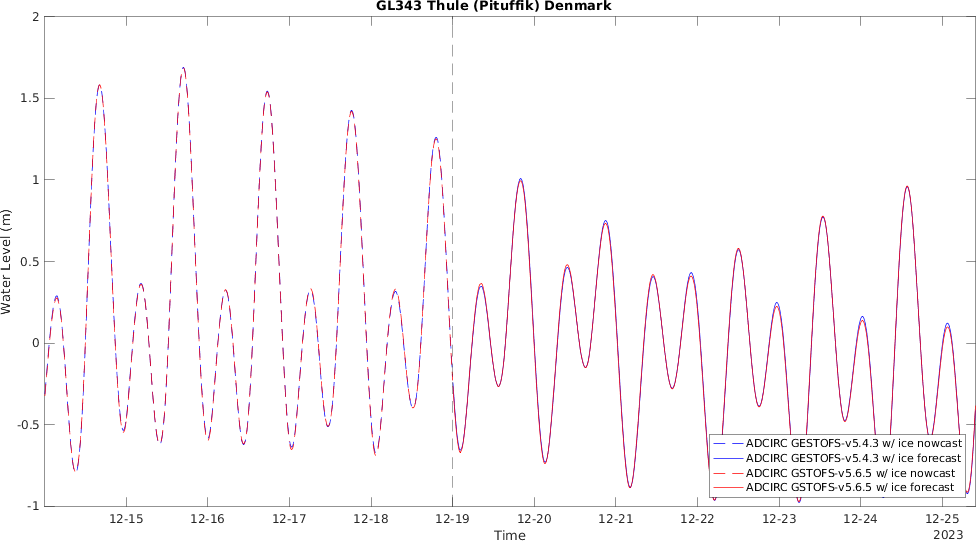 GL343 Thule (Pituffik) Denmark
2
1.5
1
0.5
0
-0.5
-1
Water Level (m)
ADCIRC GESTOFS-v5.4.3 w/ ice nowcast
ADCIRC GESTOFS-v5.4.3 w/ ice forecast
ADCIRC GSTOFS-v5.6.5 w/ ice nowcast
ADCIRC GSTOFS-v5.6.5 w/ ice forecast
12-15 12-16 12-17 12-18 12-19 12-20 12-21 12-22 12-23 12-24 12-25
Time
2023